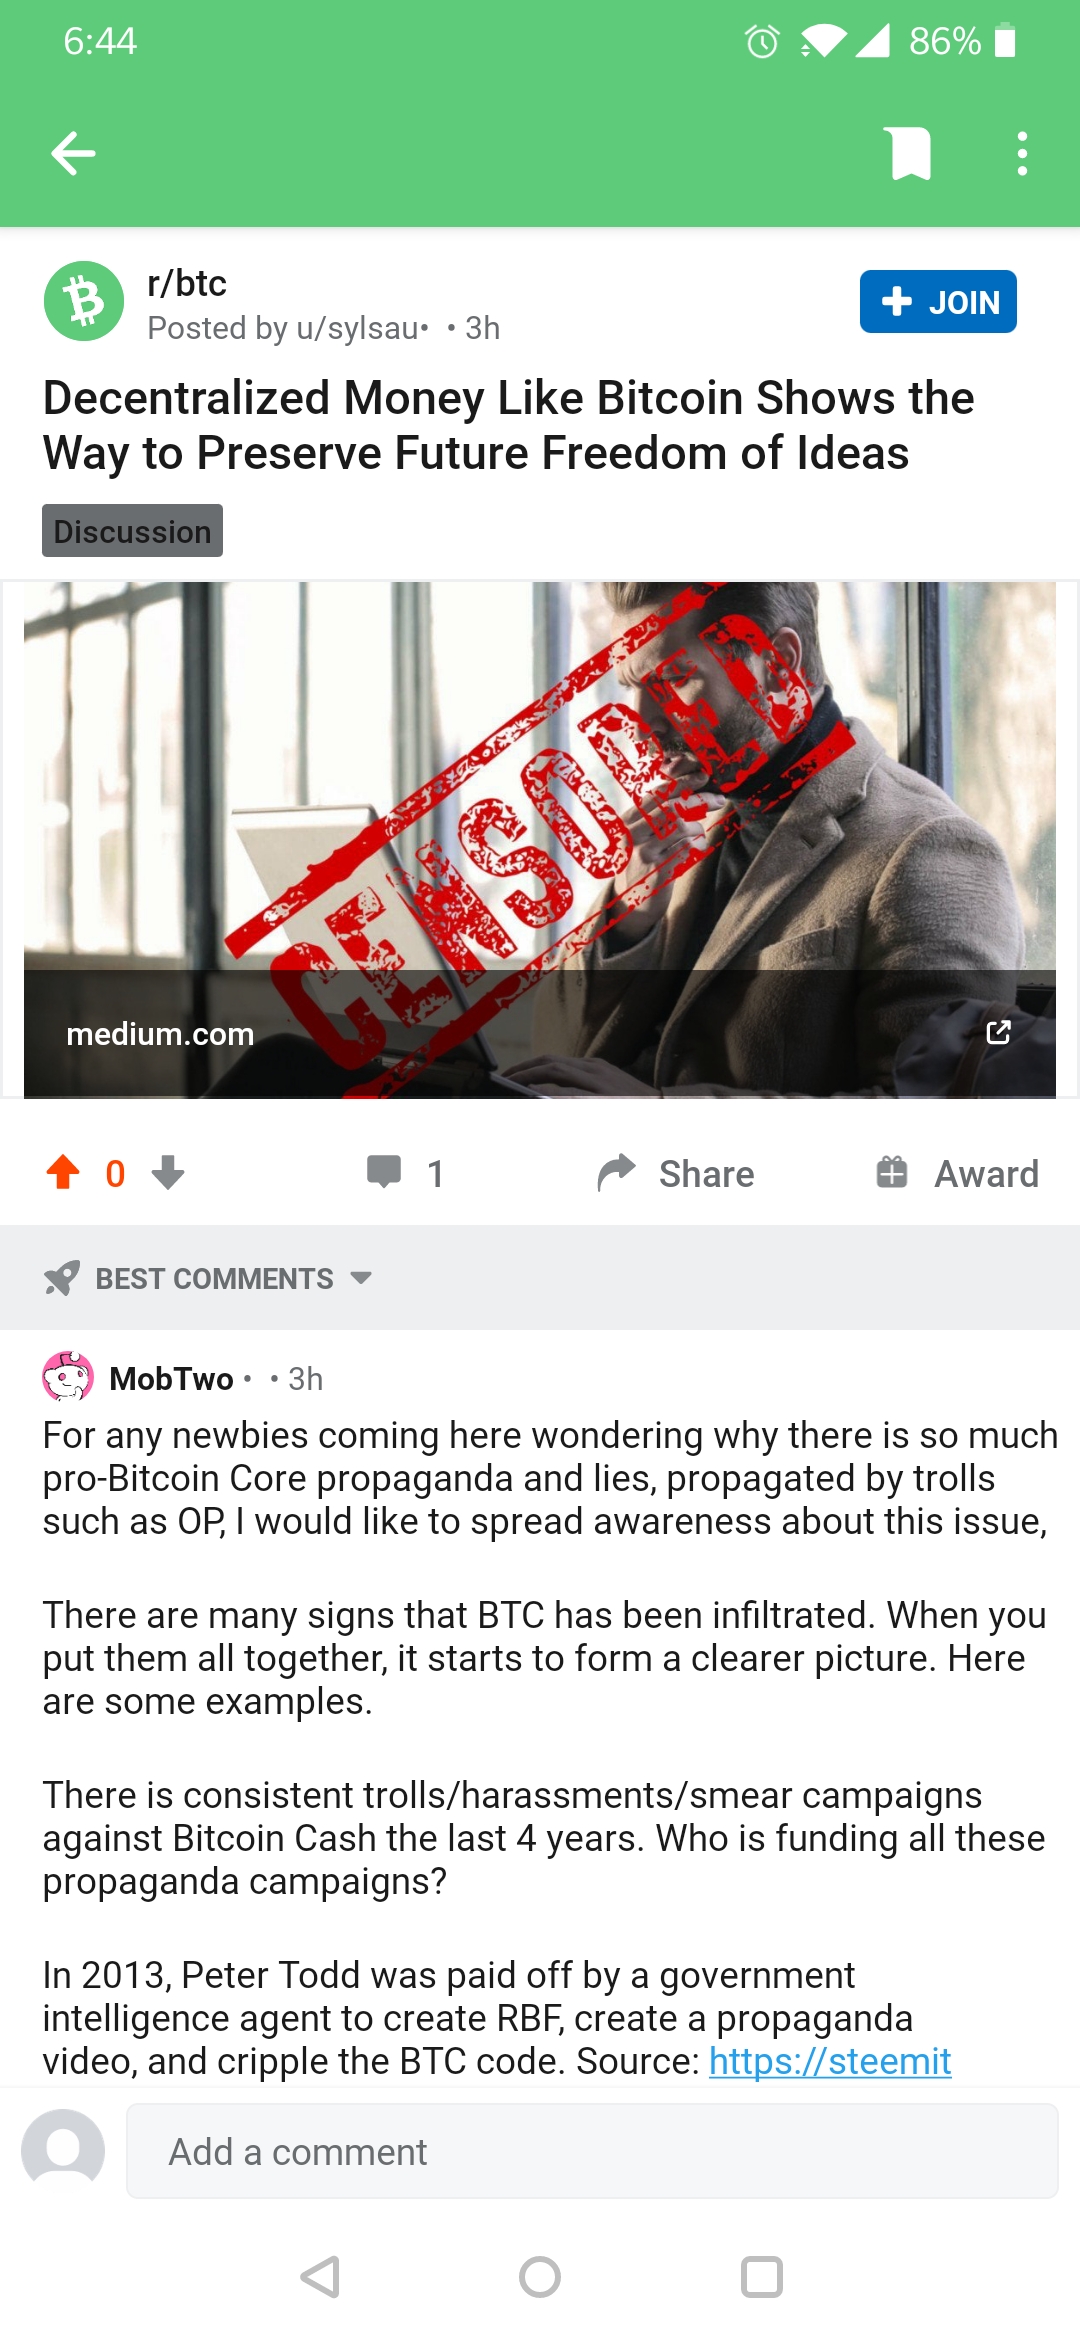 6:44
86%
r/btc
Posted by u/sylsau• • 3h
JOIN
Decentralized Money Like Bitcoin Shows the
Way to Preserve Future Freedom of Ideas
Discussion
CENSORED
medium.com
0
1
Share
Award
BEST COMMENTS
MobTwo • • 3h
For any newbies coming here wondering why there is so much
pro-Bitcoin Core propaganda and lies, propagated by trolls
such as OP, I would like to spread awareness about this issue,
There are many signs that BTC has been infiltrated. When you
put them all together, it starts to form a clearer picture. Here
are some examples.
There is consistent trolls/harassments/smear campaigns
against Bitcoin Cash the last 4 years. Who is funding all these
propaganda campaigns?
In 2013, Peter Todd was paid off by a government
intelligence agent to create RBF, create a propaganda
video, and cripple the BTC code. Source: https://steemit
Add a comment